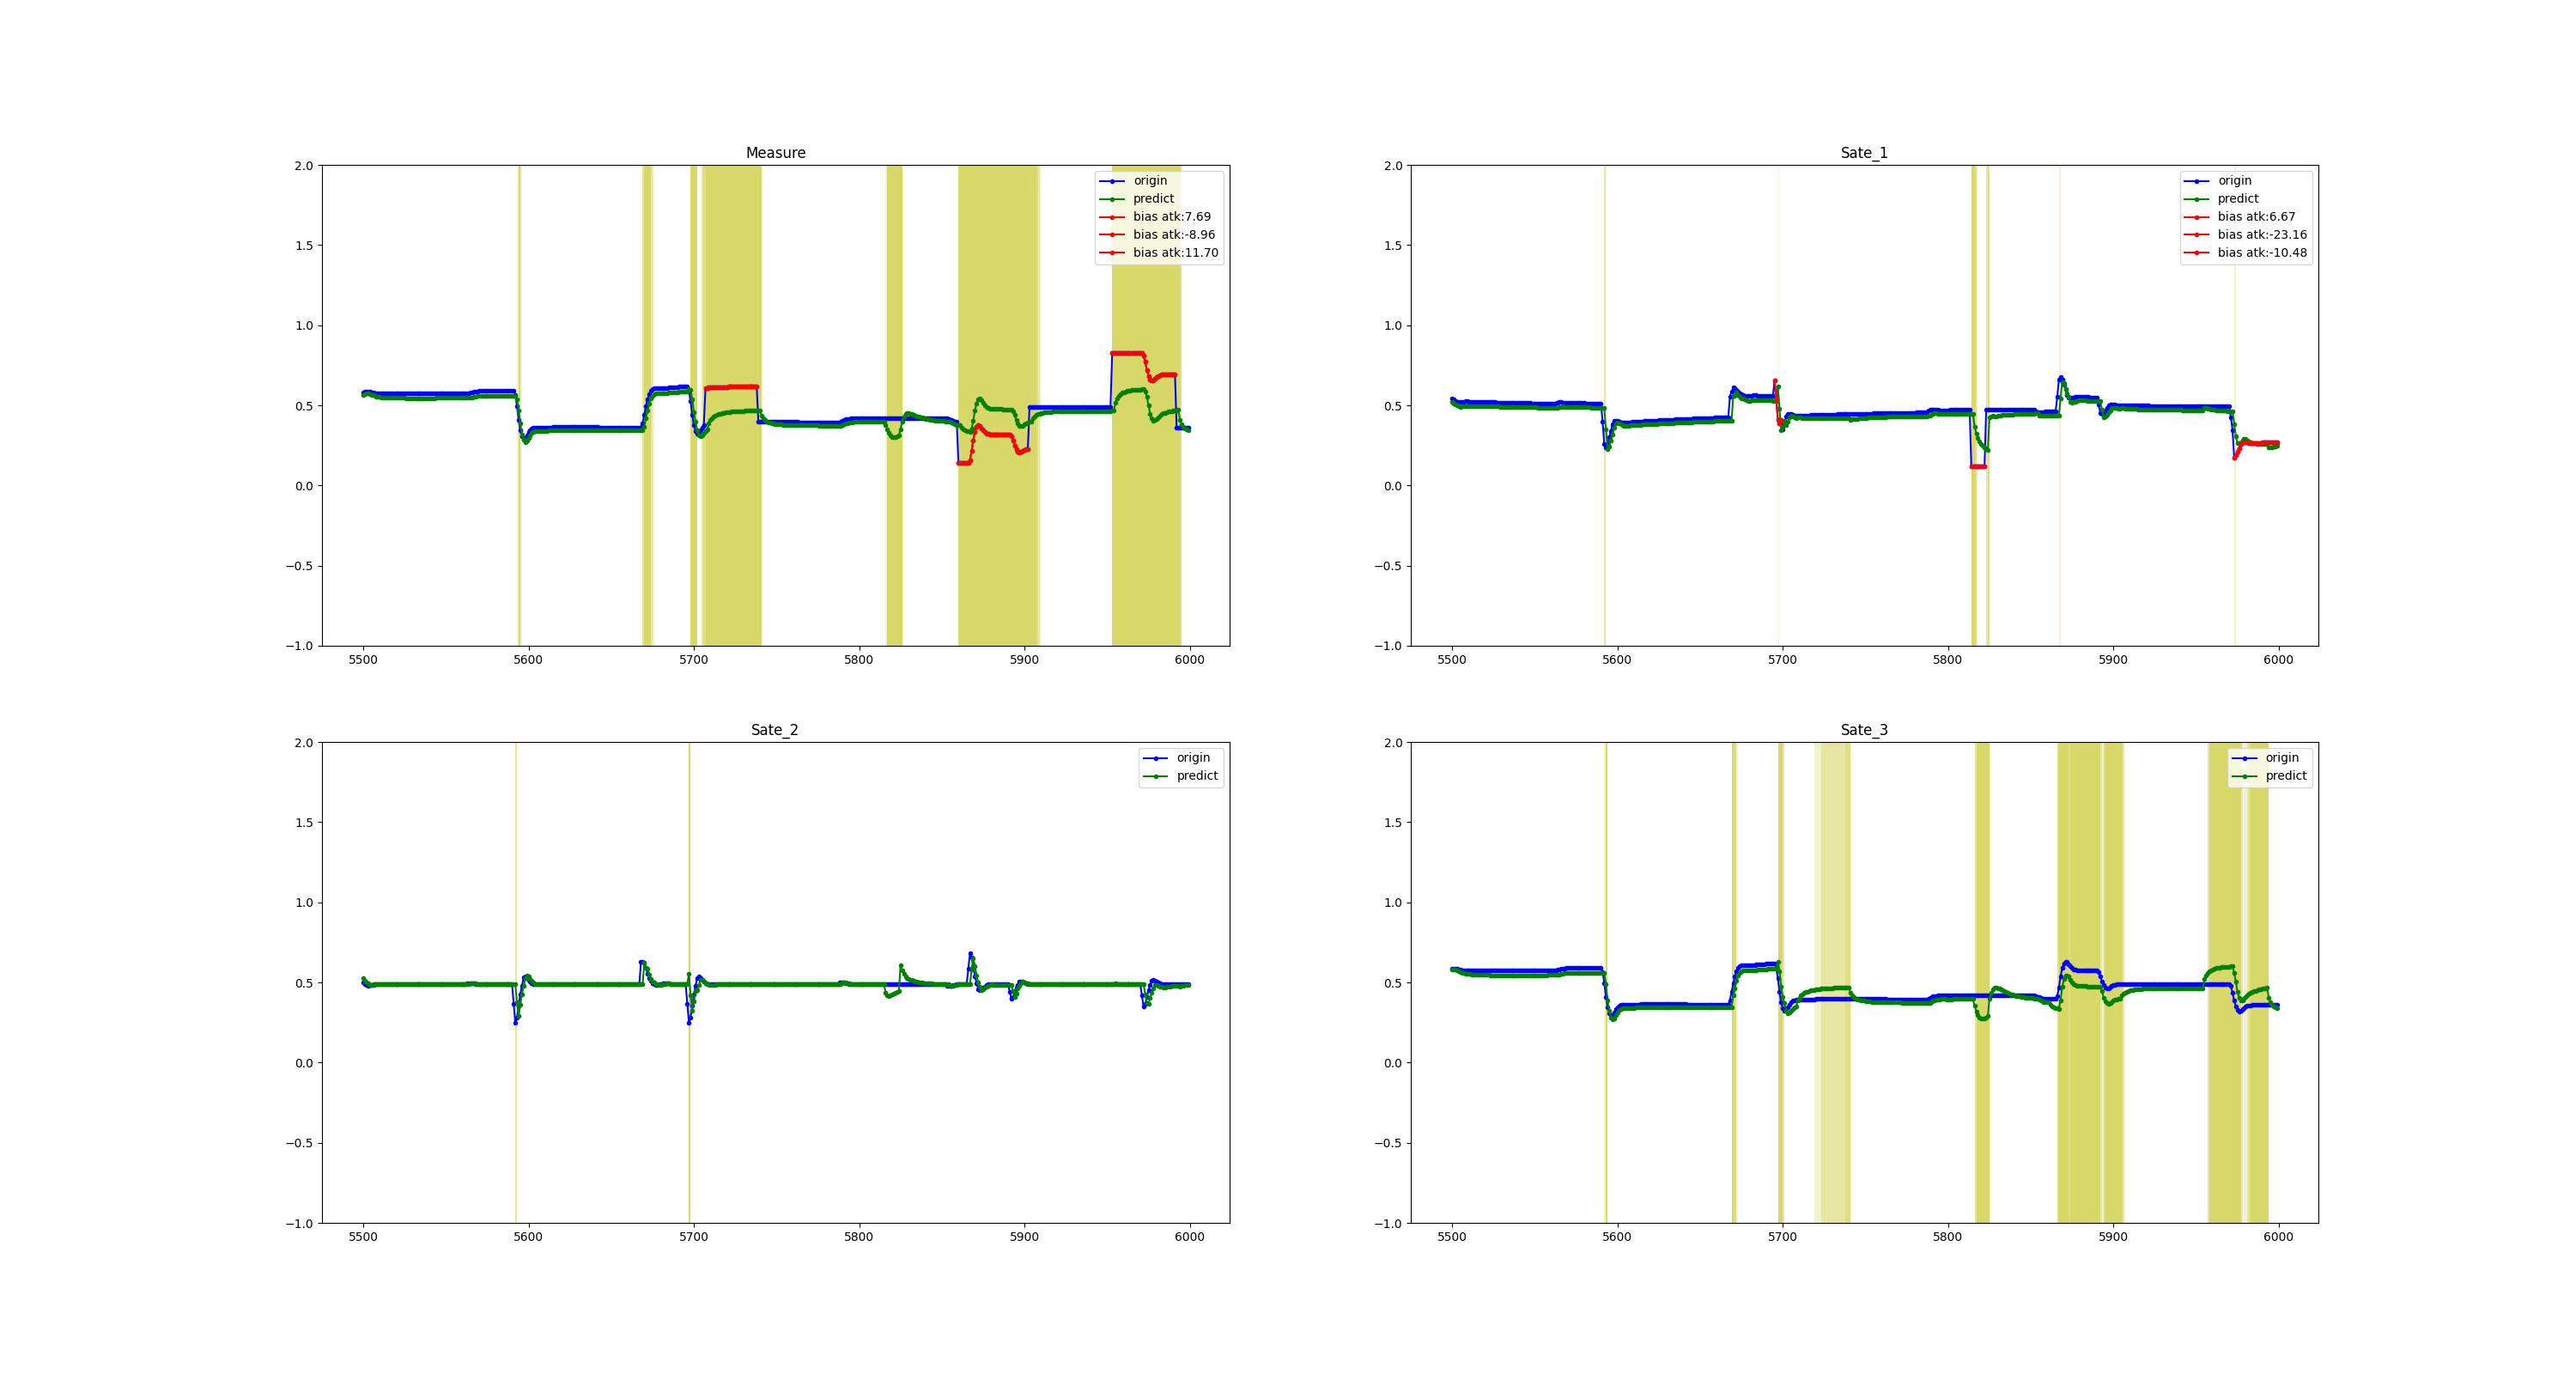 Measure
2.0
1.5
1.0
0.5
0.0
−0.5
−1.0
5500 5600 5700 5800 5900 6000
origin
predict
bias atk:7.69
bias atk:-8.96
bias atk:11.70
Sate_1
2.0
1.5
1.0
0.5
0.0
−0.5
−1.0
5500 5600 5700 5800 5900 6000
origin
predict
bias atk:6.67
bias atk:-23.16
bias atk:-10.48
Sate_2
2.0
1.5
1.0
0.5
0.0
−0.5
−1.0
5500 5600 5700 5800 5900 6000
origin
predict
Sate_3
2.0
1.5
1.0
0.5
0.0
−0.5
−1.0
5500 5600 5700 5800 5900 6000
origin
predict